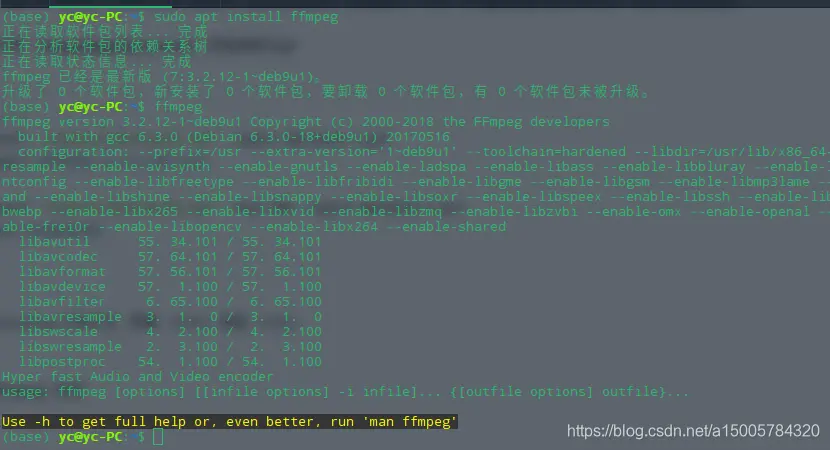 (base) yc@yc-PC:~$ sudo apt install ffmpeg
正在读取软件包列表... 完成
正在分析软件包的依赖关系树
正在读取状态信息... 完成
ffmpeg 已经是最新版 (7:3.2.12-1~deb9u1)。
升级了 0 个软件包，新安装了 0 个软件包，要卸载 0 个软件包，有 0 个软件包未被升级。
(base) yc@yc-PC:~$ ffmpeg
ffmpeg version 3.2.12-1~deb9u1 Copyright (c) 2000-2018 the FFmpeg developers
  built with gcc 6.3.0 (Debian 6.3.0-18+deb9u1) 20170516
  configuration: --prefix=/usr --extra-version='1~deb9u1' --toolchain=hardened --libdir=/usr/lib/x86_64-
resample --enable-avisynth --enable-gnutls --enable-ladspa --enable-libass --enable-libbluray --enable-
ntconfig --enable-libfreetype --enable-libfribidi --enable-libgme --enable-libgsm --enable-libmp3lame --
and --enable-libshine --enable-libsnappy --enable-libsoxr --enable-libspeex --enable-libssh --enable-lib
bwebp --enable-libx265 --enable-libxvid --enable-libzmq --enable-libzvbi --enable-omx --enable-openal --
able-frei0r --enable-libopencv --enable-libx264 --enable-shared
  libavutil      55. 34.101 / 55. 34.101
  libavcodec     57. 64.101 / 57. 64.101
  libavformat    57. 56.101 / 57. 56.101
  libavdevice    57.  1.100 / 57.  1.100
  libavfilter     6. 65.100 /  6. 65.100
  libavresample   3.  1.  0 /  3.  1.  0
  libswscale      4.  2.100 /  4.  2.100
  libswresample   2.  3.100 /  2.  3.100
  libpostproc    54.  1.100 / 54.  1.100
Hyper fast Audio and Video encoder
usage: ffmpeg [options] [[infile options] -i infile]... {[outfile options] outfile}...
Use -h to get full help or, even better, run 'man ffmpeg'
(base) yc@yc-PC:~$
https://blog.csdn.net/a15005784320